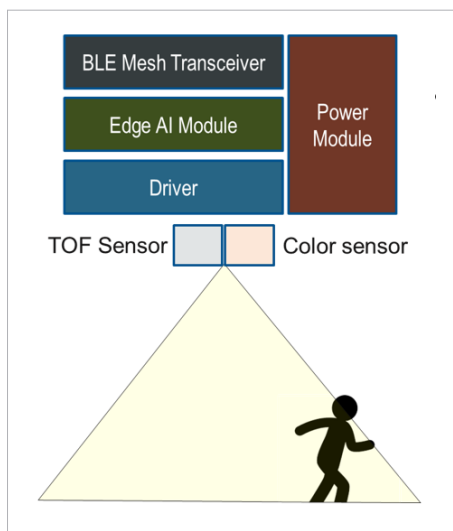 BLE Mesh Transceiver
Edge AI Module
Driver
Power
Module
TOF Sensor
Color sensor